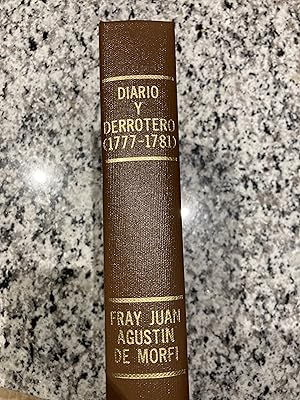 DIARIO
Y
DERROTERO
(1777-1781)
FRAY JUAN
AGUSTIN
DE MORFI